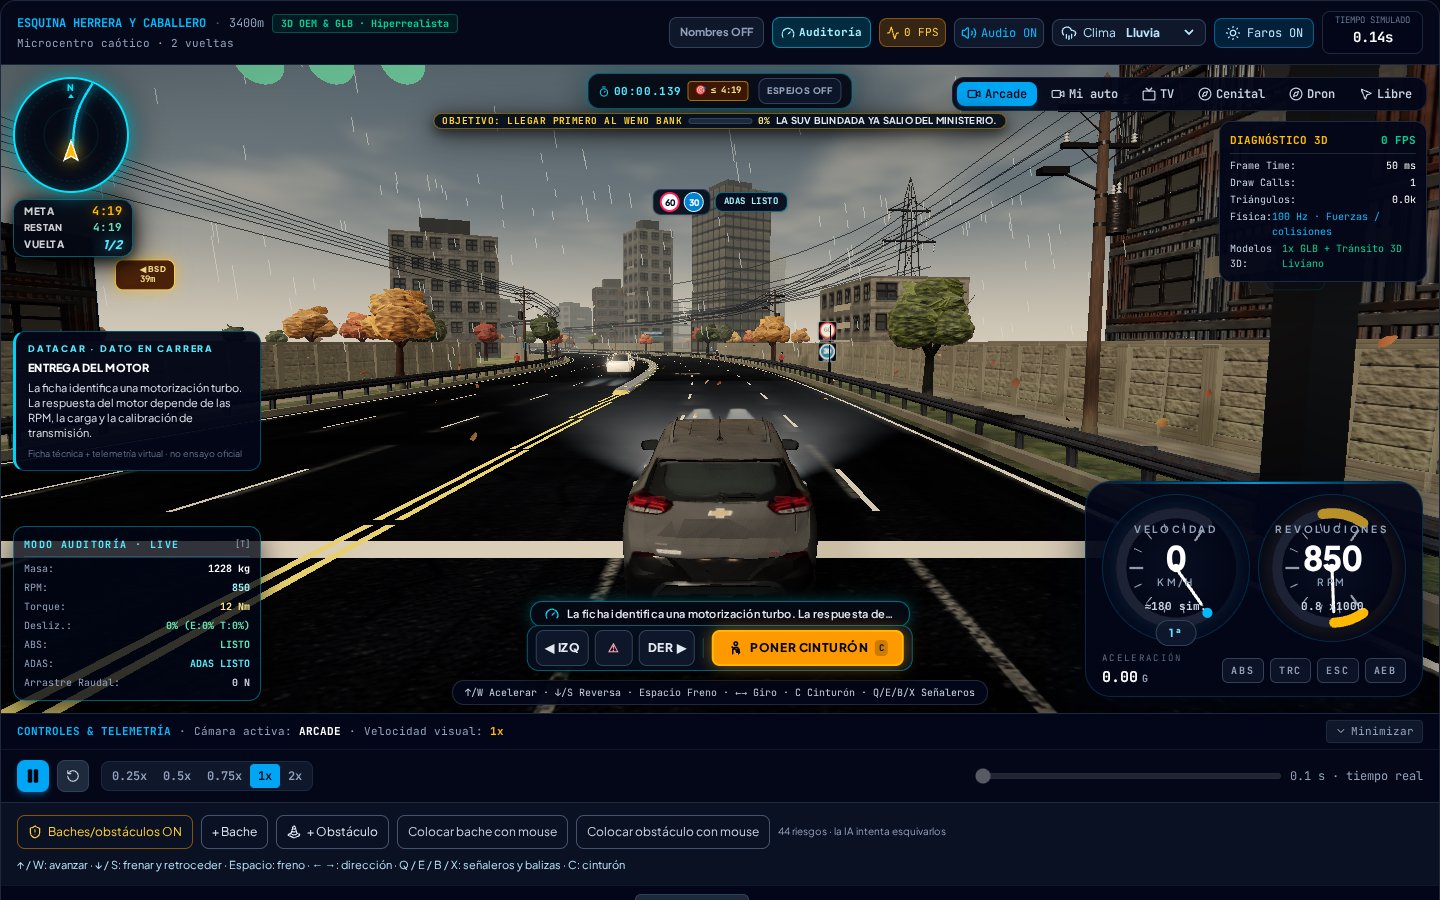 ESQUINA HERRERA Y CABALLERO · 3400m 3D OEM & GLB · Hiperrealista
Microcentro caótico · 2 vueltas
Nombres OFF
Auditoría
0 FPS
Audio ON
Clima Lluvia
Faros ON
TIEMPO SIMULADO
0.14s
N
00:00.139 ≤ 4:19 ESPEJOS OFF
OBJETIVO: LLEGAR PRIMERO AL WENO BANK 0% LA SUV BLINDADA YA SALIO DEL MINISTERIO.
Arcade Mi auto TV Cenital Dron Libre
META 4:19
RESTAN 4:19
VUELTA 1/2
◀ BSD
39m
60 30 ADAS LISTO
DIAGNÓSTICO 3D 0 FPS
Frame Time: 50 ms
Draw Calls: 1
Triángulos: 0.0k
Física: 100 Hz · Fuerzas / colisiones
Modelos 3D: 1x GLB + Tránsito 3D Liviano
DATACAR · DATO EN CARRERA
ENTREGA DEL MOTOR
La ficha identifica una motorización turbo.
La respuesta del motor depende de las
RPM, la carga y la calibración de
transmisión.
Ficha técnica + telemetría virtual · no ensayo oficial
MODO AUDITORÍA · LIVE [T]
Masa: 1228 kg
RPM: 850
Torque: 12 Nm
Desliz.: 0% (E:0% T:0%)
ABS: LISTO
ADAS: ADAS LISTO
Arrastre Raudal: 0 N
La ficha identifica una motorización turbo. La respuesta de…
◀ IZQ ⚠ DER ▶ PONER CINTURÓN C
↑/W Acelerar · ↓/S Reversa · Espacio Freno · ←→ Giro · C Cinturón · Q/E/B/X Señaleros
VELOCIDAD
0
KM/H
≈180 sim.
1ª
REVOLUCIONES
850
RPM
0.8 x1000
ACELERACIÓN
0.00 G
ABS TRC ESC AEB
CONTROLES & TELEMETRÍA · Cámara activa: ARCADE · Velocidad visual: 1x
Minimizar
0.25x 0.5x 0.75x 1x 2x
0.1 s · tiempo real
Baches/obstáculos ON + Bache + Obstáculo Colocar bache con mouse Colocar obstáculo con mouse 44 riesgos · la IA intenta esquivarlos
↑ / W: avanzar · ↓ / S: frenar y retroceder · Espacio: freno · ← →: dirección · Q / E / B / X: señaleros y balizas · C: cinturón